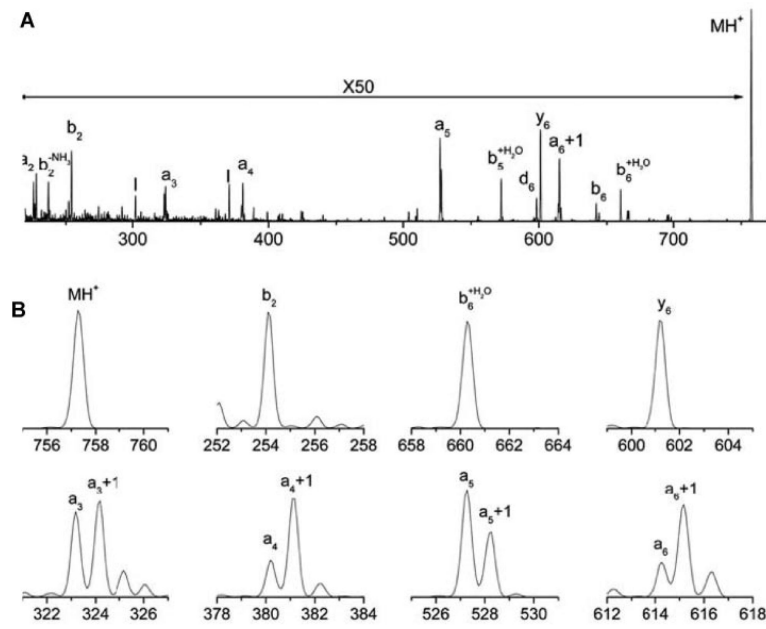 A
MH⁺
X50
a₂
b₂⁻ᴺᴴ³
b₂
I
a₃
I
a₄
a₅
b₅⁺ᴴ²ᴼ
d₆
y₆
a₆+1
b₆
b₆⁺ᴴ²ᴼ
300 400 500 600 700
B
MH⁺ b₂ b₆⁺ᴴ²ᴼ y₆
756 758 760 252 254 256 258 658 660 662 664 600 602 604
a₃ a₃+1 a₄ a₄+1 a₅ a₅+1 a₆ a₆+1
322 324 326 378 380 382 384 526 528 530 612 614 616 618